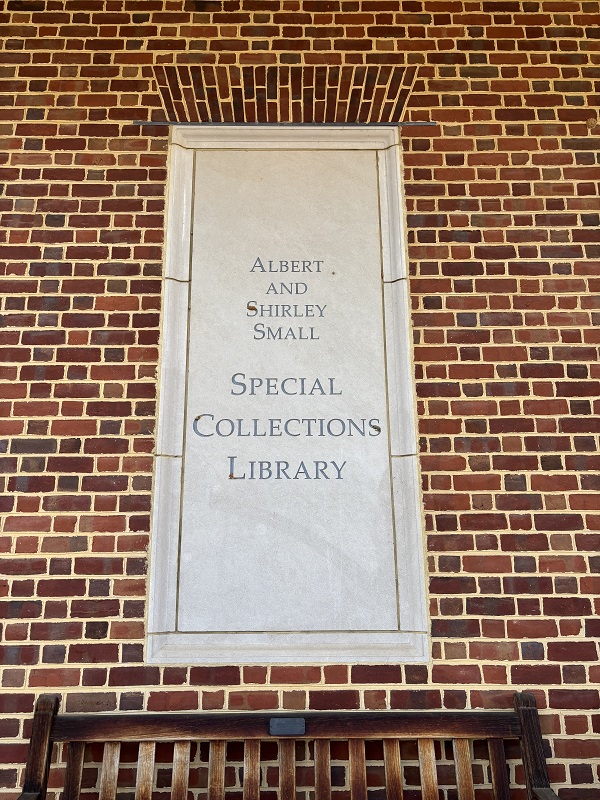 Albert
and
Shirley
Small
Special
Collections
Library